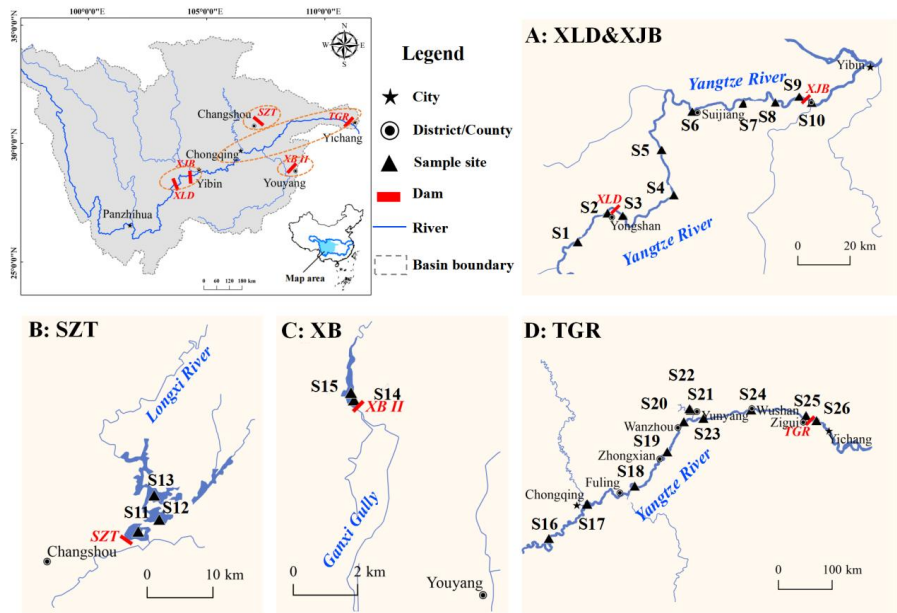 100°0'0"E
105°0'0"E
110°0'0"E
30°0'0"N
25°0'0"N
30°0'0"N
25°0'0"N
N
Changshou
SZT
TGR
Yichang
Chongqing
XJB
XB II
Yibin
Youyang
XLD
Panzhihua
Map area
0 60 120 180 km
Legend
City
District/County
Sample site
Dam
River
Basin boundary
A: XLD&XJB
Yibin
Yangtze River
S9
XJB
S6
Suijiang
S7
S8
S10
S5
S4
XLD
S2
S3
Yongshan
S1
Yangtze River
0 20 km
B: SZT
Longxi River
S13
S12
S11
SZT
Changshou
0 10 km
C: XB
S15
S14
XB II
Ganxi Gully
0 2 km
Youyang
D: TGR
S22
S21
S24
S20
Yunyang
Wushan
S25
S26
Wanzhou
S23
Zigui
TGR
S19
Yichang
Zhongxian
S18
Fuling
Yangtze River
Chongqing
S17
S16
0 100 km